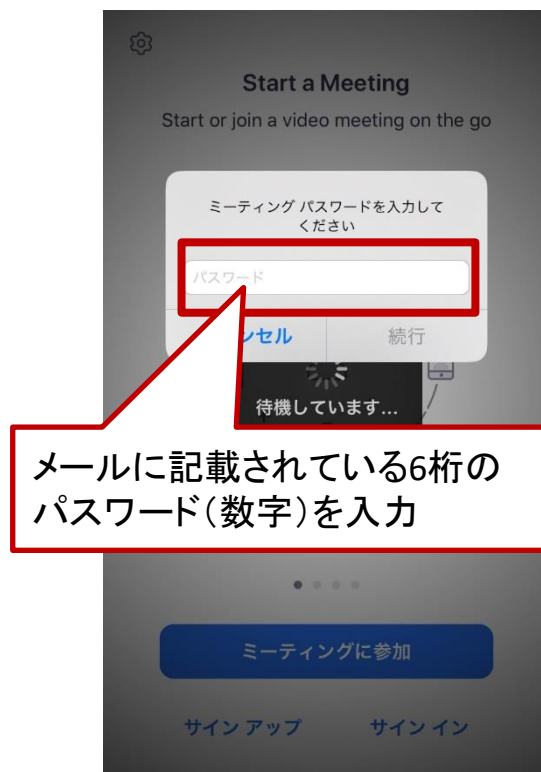 Start a Meeting
Start or join a video meeting on the go
ミーティング パスワードを入力して
ください
パスワード
ンセル
続行
待機しています...
メールに記載されている6桁の
パスワード（数字）を入力
ミーティングに参加
サイン アップ
サイン イン